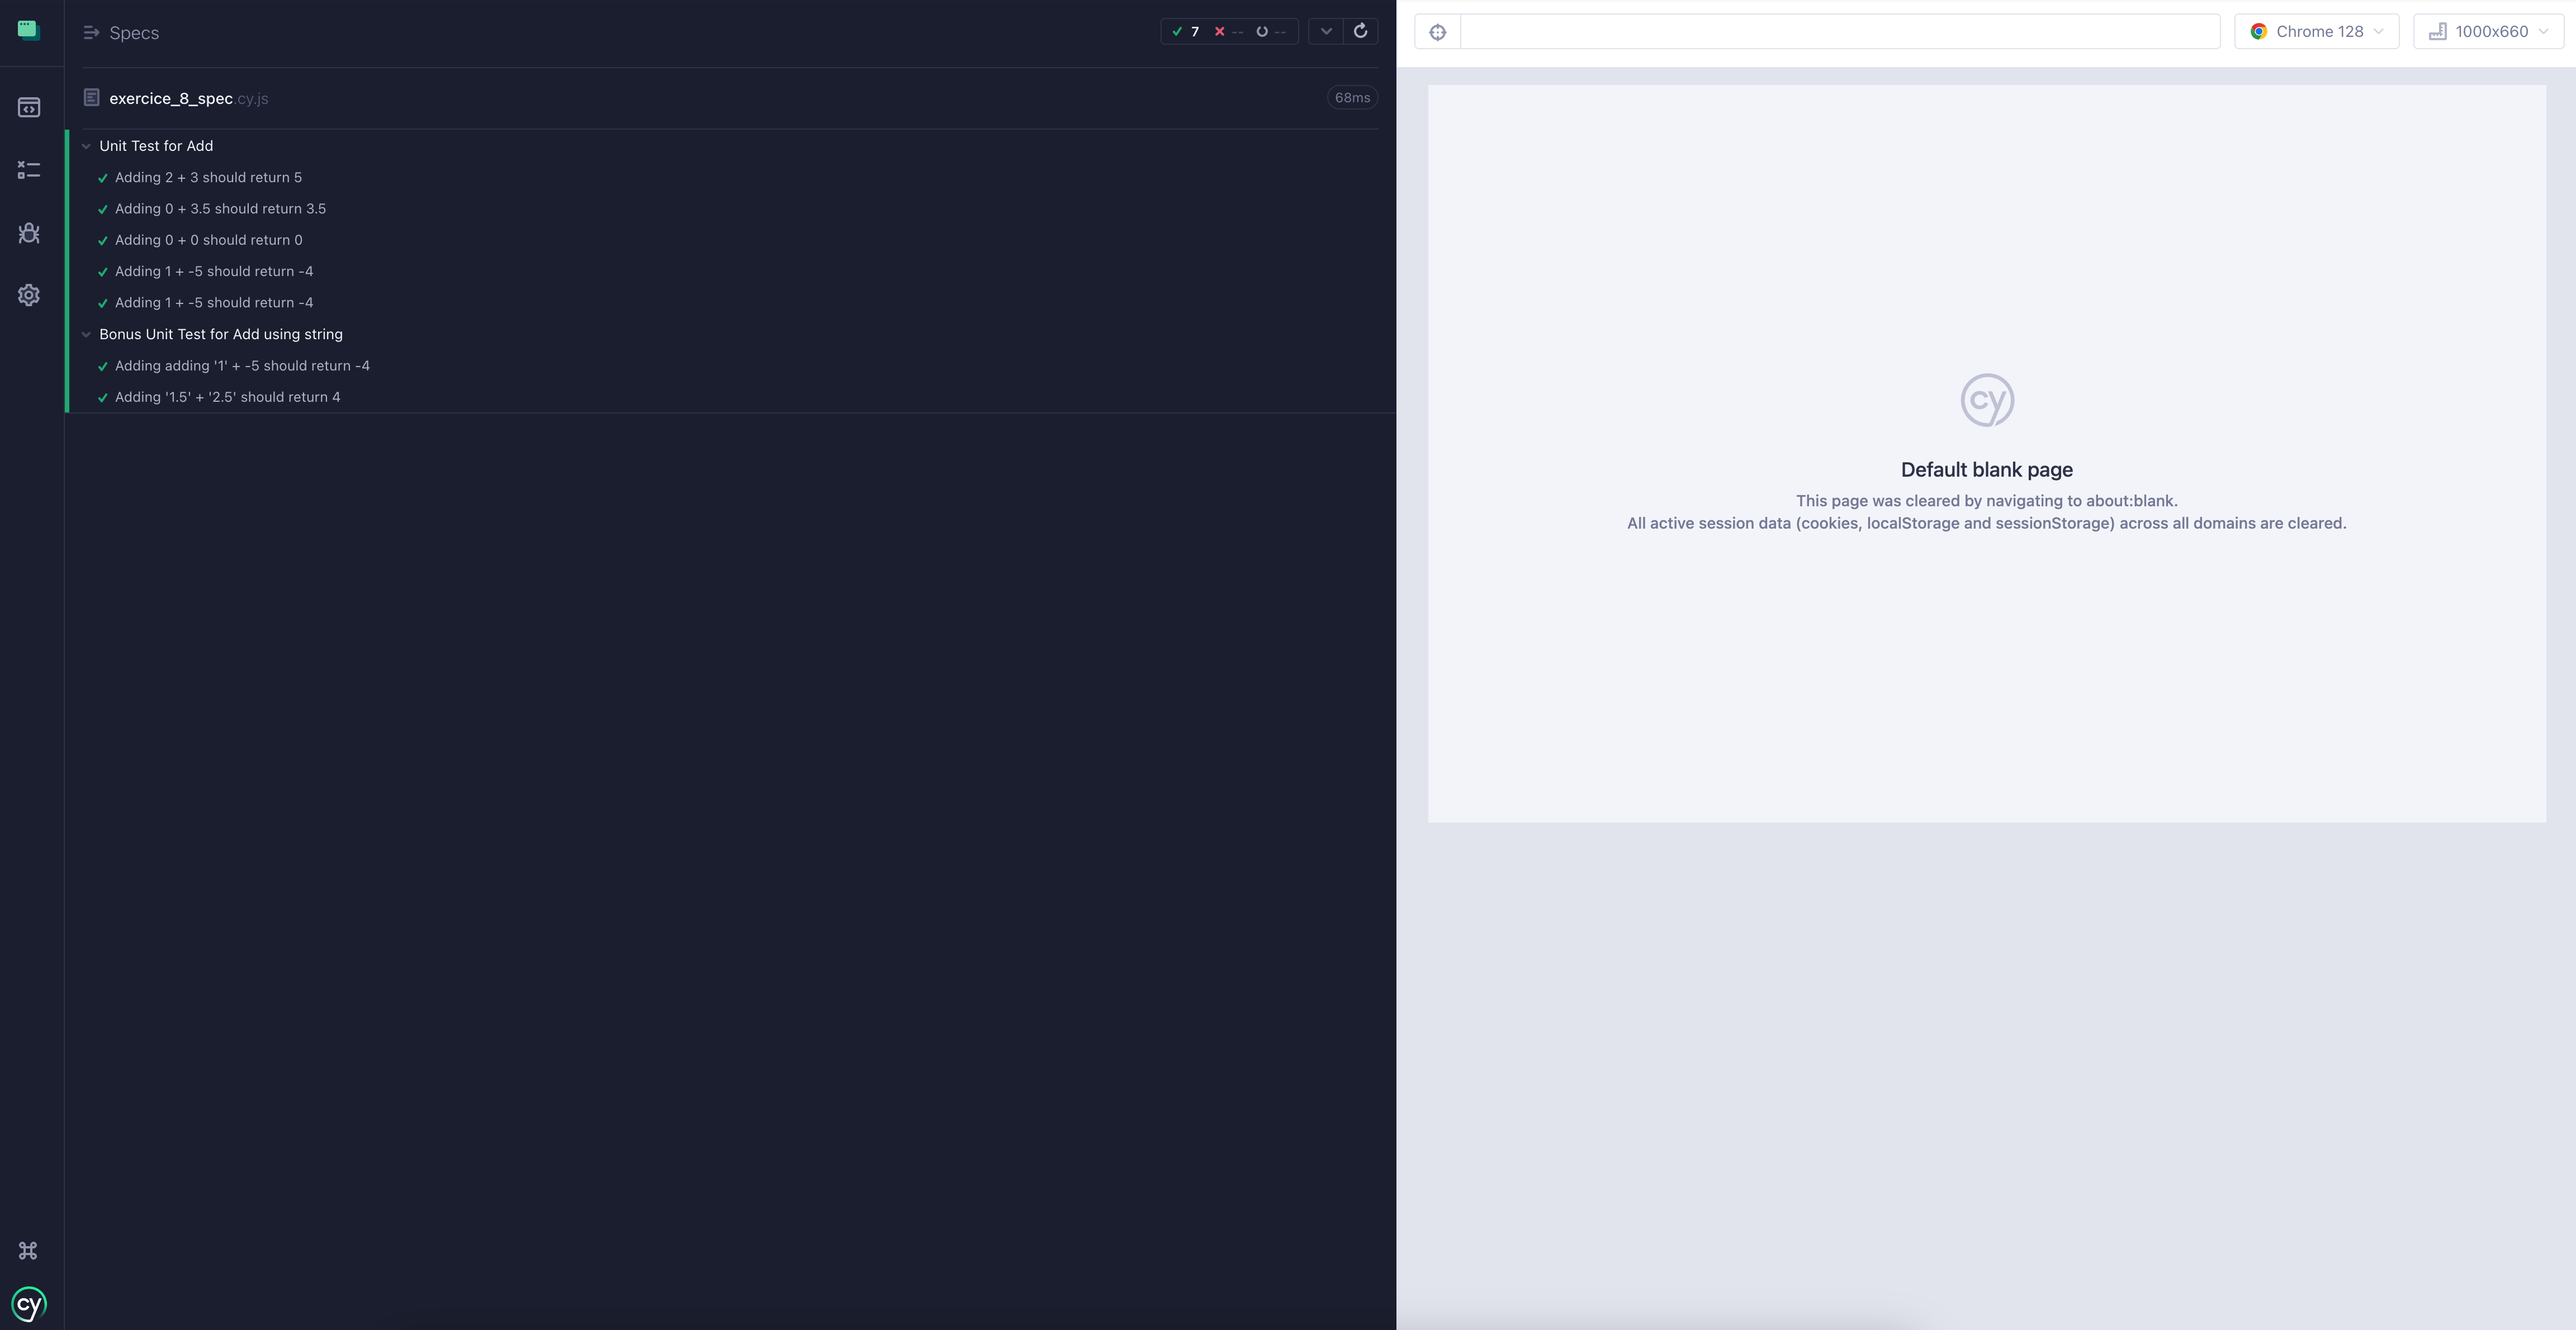 Specs
7 -- --
exercice_8_spec.cy.js
68ms
Unit Test for Add
Adding 2 + 3 should return 5
Adding 0 + 3.5 should return 3.5
Adding 0 + 0 should return 0
Adding 1 + -5 should return -4
Adding 1 + -5 should return -4
Bonus Unit Test for Add using string
Adding adding '1' + -5 should return -4
Adding '1.5' + '2.5' should return 4
cy
Chrome 128
1000x660
cy
Default blank page
This page was cleared by navigating to about:blank.
All active session data (cookies, localStorage and sessionStorage) across all domains are cleared.